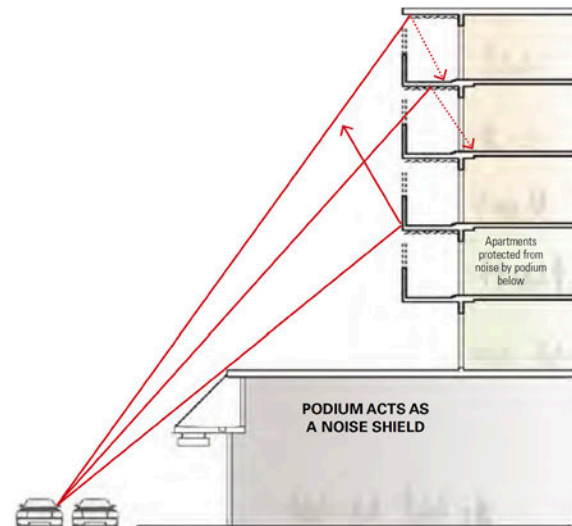 Apartments
protected from
noise by podium
below
PODIUM ACTS AS
A NOISE SHIELD